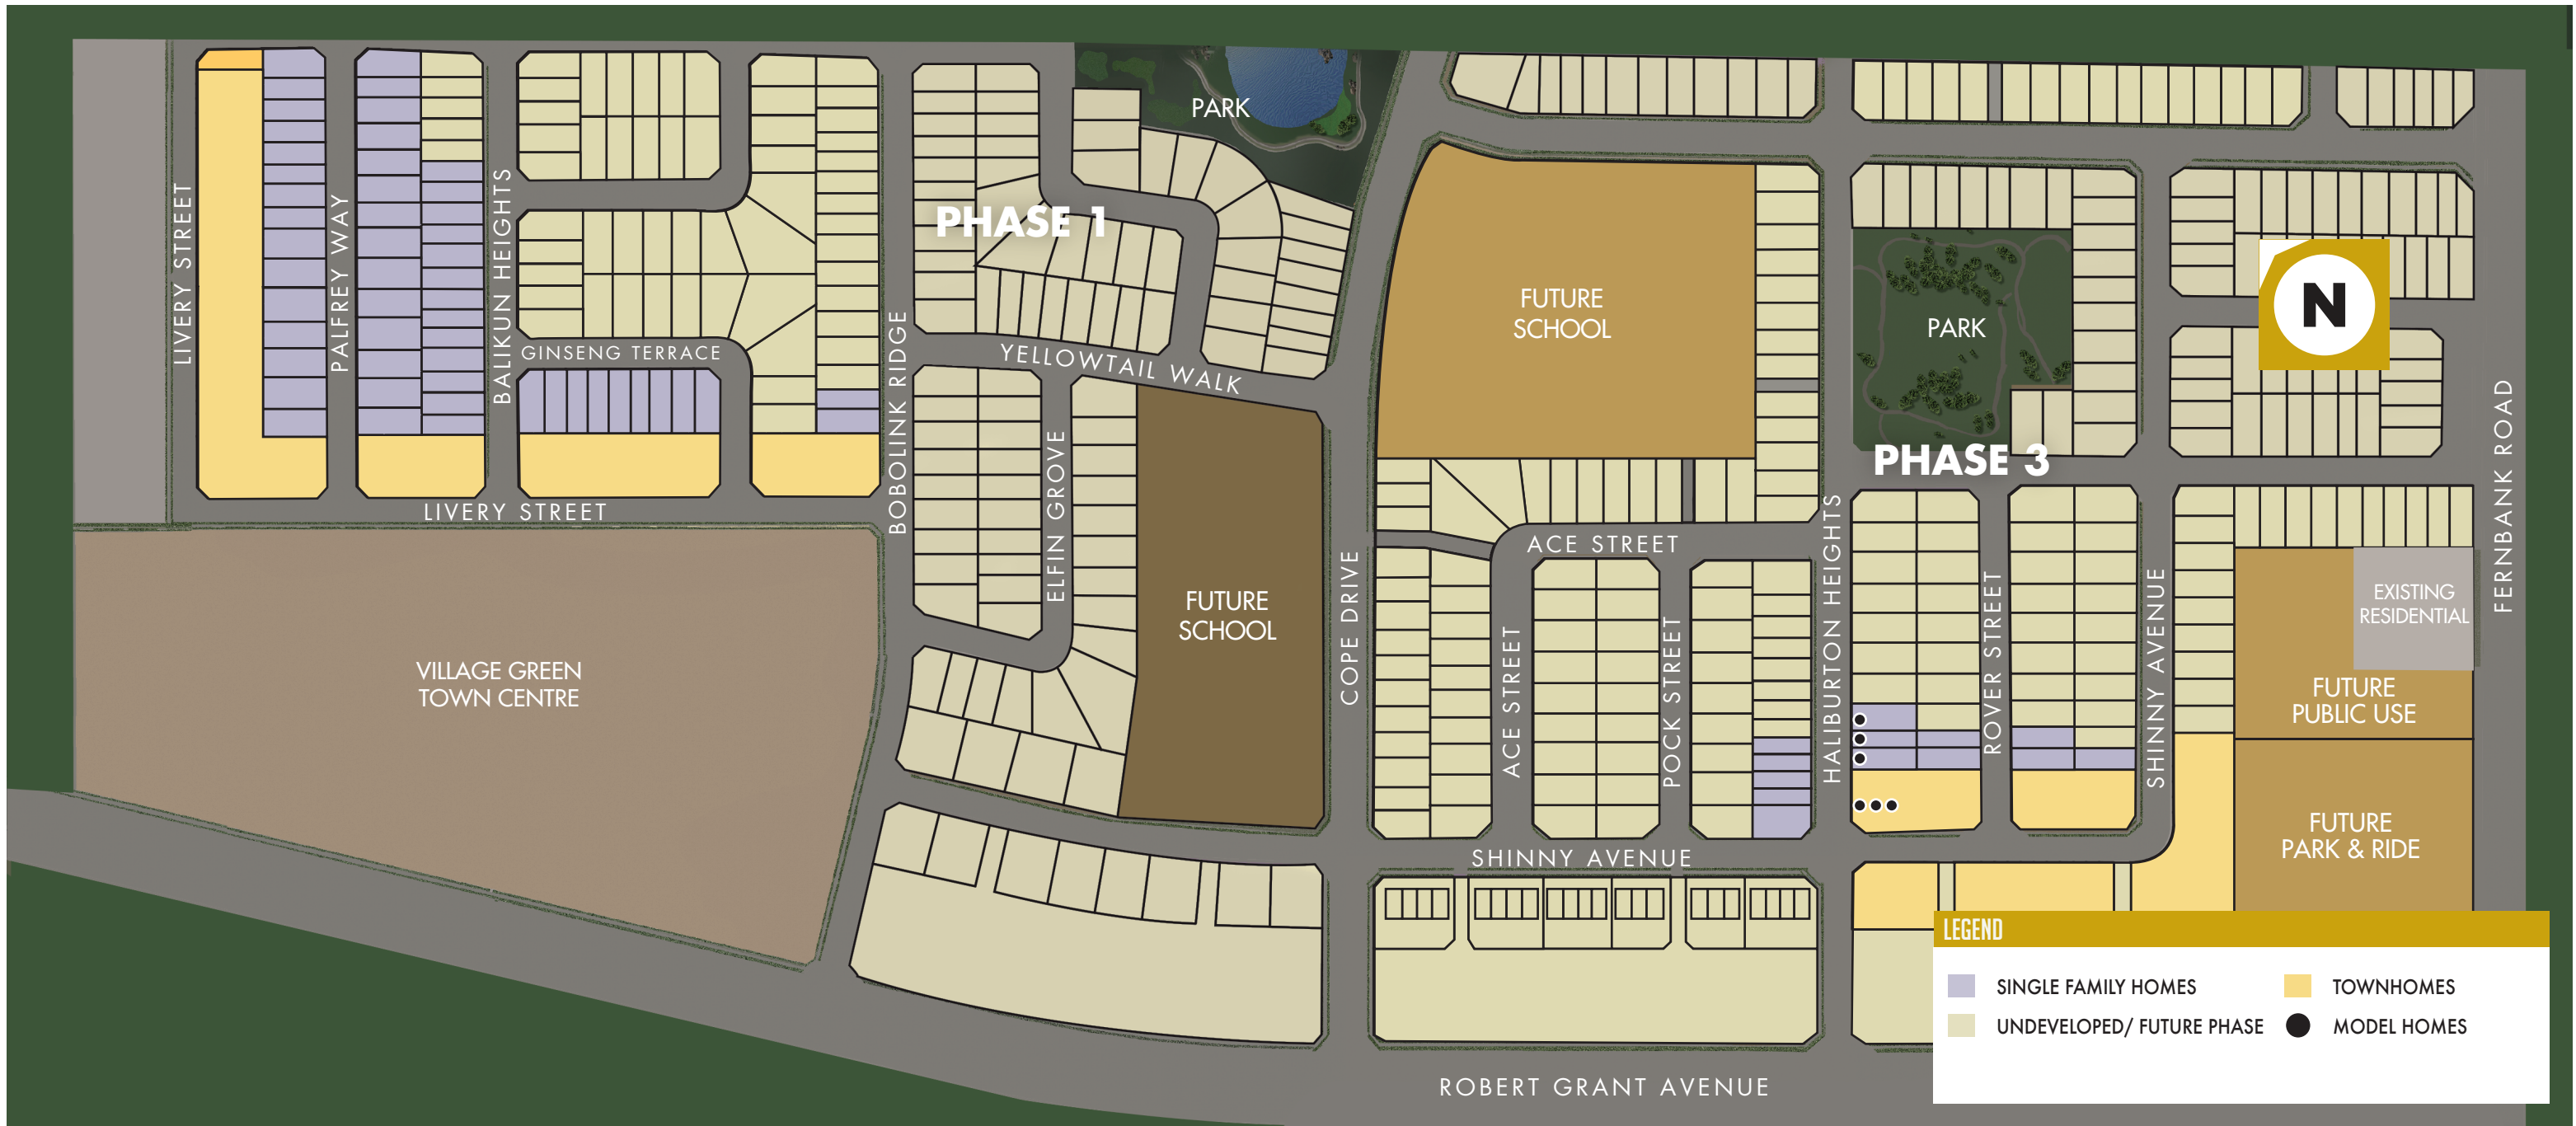 PARK
PHASE 1
LIVERY STREET
PALFREY WAY
BALIKUN HEIGHTS
GINSENG TERRACE
BOBOLINK RIDGE
YELLOWTAIL WALK
LIVERY STREET
ELFIN GROVE
VILLAGE GREEN
TOWN CENTRE
FUTURE
SCHOOL
COPE DRIVE
FUTURE
SCHOOL
ACE STREET
ACE STREET
POCK STREET
HALIBURTON HEIGHTS
SHINNY AVENUE
PARK
PHASE 3
ROVER STREET
SHINNY AVENUE
N
FERNBANK ROAD
EXISTING
RESIDENTIAL
FUTURE
PUBLIC USE
FUTURE
PARK & RIDE
ROBERT GRANT AVENUE
LEGEND
SINGLE FAMILY HOMES
TOWNHOMES
UNDEVELOPED/ FUTURE PHASE
MODEL HOMES